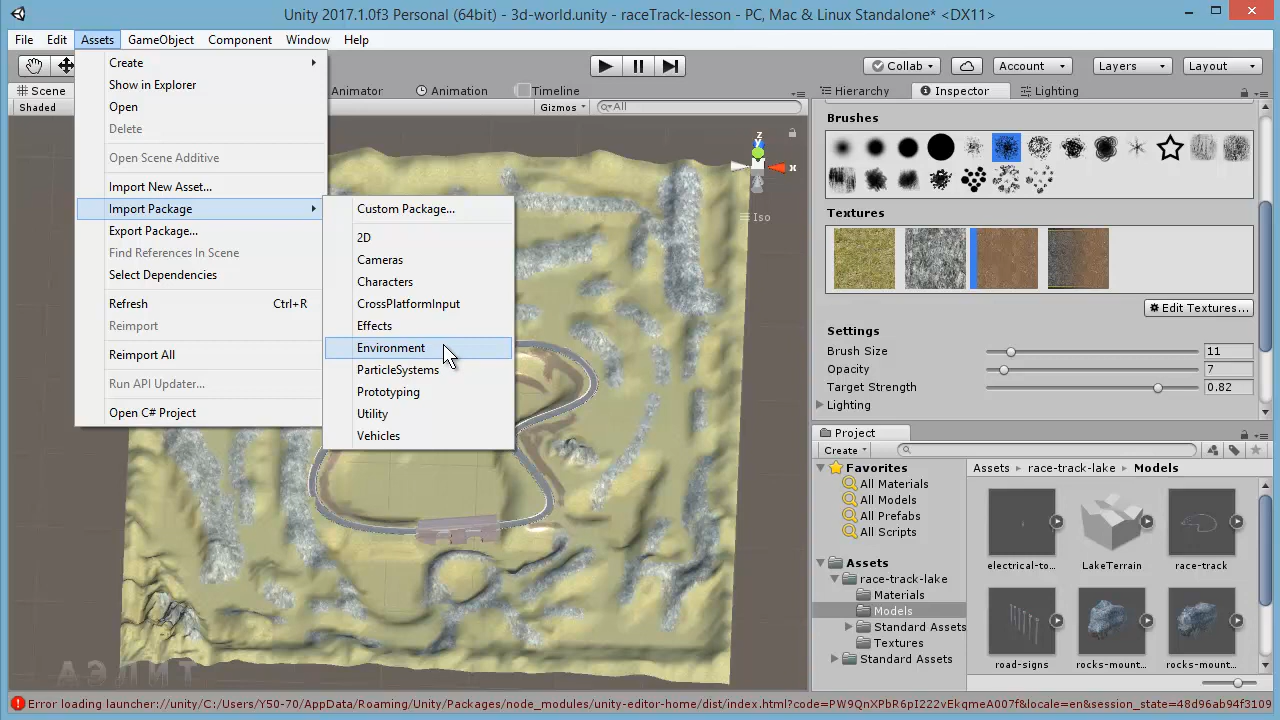 Unity 2017.1.0f3 Personal (64bit) - 3d-world.unity - raceTrack-lesson - PC, Mac & Linux Standalone* <DX11>
File Edit Assets GameObject Component Window Help
Collab Account Layers Layout
Scene Animator Animation Timeline Hierarchy Inspector Lighting
Shaded Gizmos All
Create
Show in Explorer
Open
Delete
Open Scene Additive
Import New Asset...
Import Package
Export Package...
Find References In Scene
Select Dependencies
Refresh Ctrl+R
Reimport
Reimport All
Run API Updater...
Open C# Project
Custom Package...
2D
Cameras
Characters
CrossPlatformInput
Effects
Environment
ParticleSystems
Prototyping
Utility
Vehicles
z
x
Iso
Brushes
Textures
Edit Textures...
Settings
Brush Size 11
Opacity 7
Target Strength 0.82
Lighting
Project
Create
Favorites
All Materials
All Models
All Prefabs
All Scripts
Assets
race-track-lake
Materials
Models
Standard Assets
Textures
Standard Assets
Assets race-track-lake Models
electrical-to... LakeTerrain race-track
road-signs rocks-mount... rocks-mount...
Error loading launcher://unity/C:/Users/Y50-70/AppData/Roaming/Unity/Packages/node_modules/unity-editor-home/dist/index.html?code=PW9QnXPbR6pI2vEkqmeA007f&locale=en&session_state=48d96ab94f3109